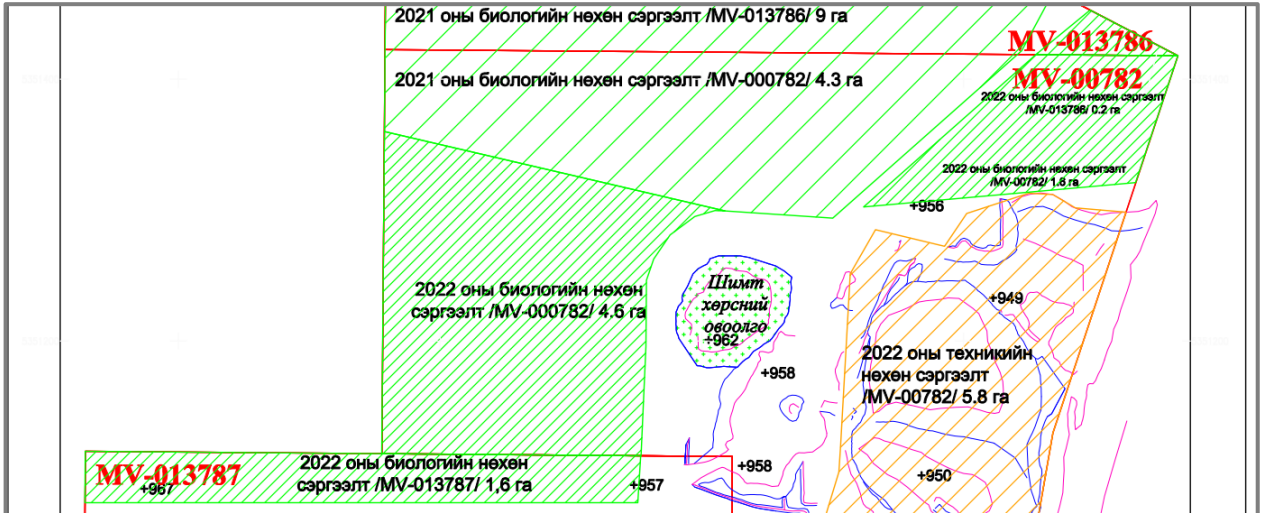 2021 оны биологийн нөхөн сэргээлт /MV-013786/ 9 га
MV-013786
2021 оны биологийн нөхөн сэргээлт /MV-000782/ 4.3 га
MV-00782
2022 оны биологийн нөхөн сэргээлт
/MV-013786/ 0.2 га
2022 оны биологийн нөхөн сэргээлт
/MV-00782/ 1.6 га
+956
2022 оны биологийн нөхөн
сэргээлт /MV-000782/ 4.6 га
Шимт
хөрсний
овоолго
+962
+949
2022 оны техникийн
нөхөн сэргээлт
/MV-00782/ 5.8 га
+958
MV-013787
+967
2022 оны биологийн нөхөн
сэргээлт /MV-013787/ 1,6 га
+957
+958
+950